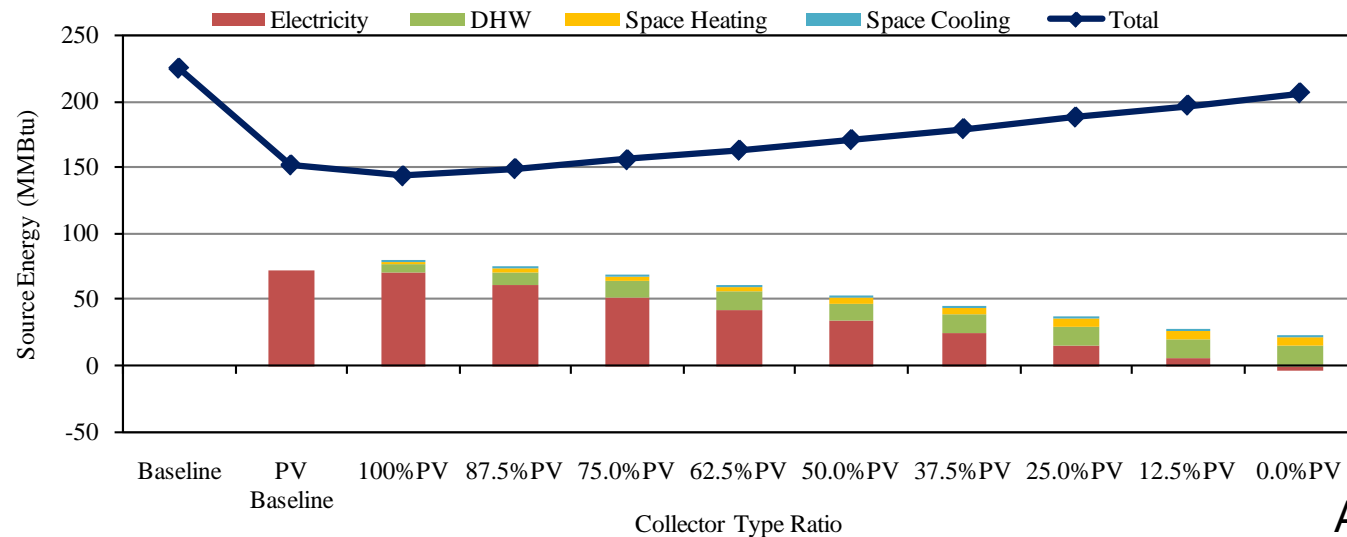 Electricity DHW Space Heating Space Cooling Total
250
200
150
100
50
0
-50
Source Energy (MMBtu)
Baseline PV Baseline 100%PV 87.5%PV 75.0%PV 62.5%PV 50.0%PV 37.5%PV 25.0%PV 12.5%PV 0.0%PV
Collector Type Ratio
A